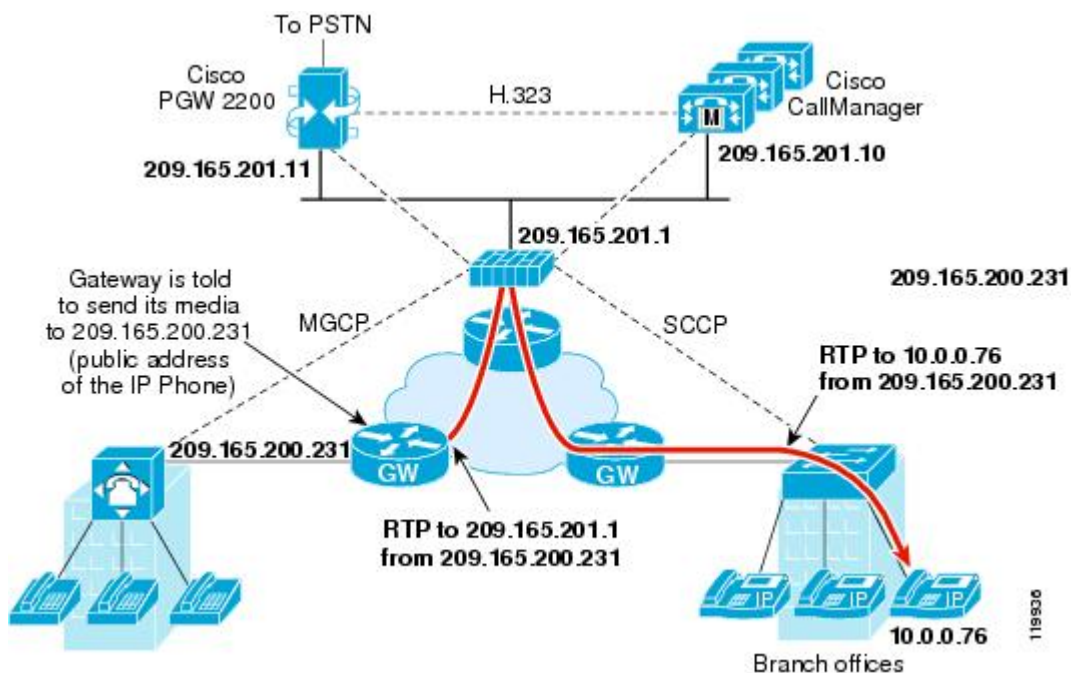 To PSTN
Cisco
PGW 2200
H.323
Cisco
CallManager
M
209.165.201.11
209.165.201.10
209.165.201.1
Gateway is told
to send its media
to 209.165.200.231
(public address
of the IP Phone)
MGCP
SCCP
209.165.200.231
RTP to 10.0.0.76
from 209.165.200.231
209.165.200.231
GW
GW
RTP to 209.165.201.1
from 209.165.200.231
IP
IP
IP
10.0.0.76
Branch offices
119936